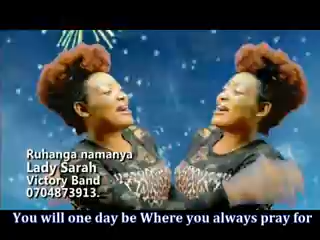 Ruhanga namanya
Lady Sarah
Victory Band
0704873913.
You will one day be Where you always pray for